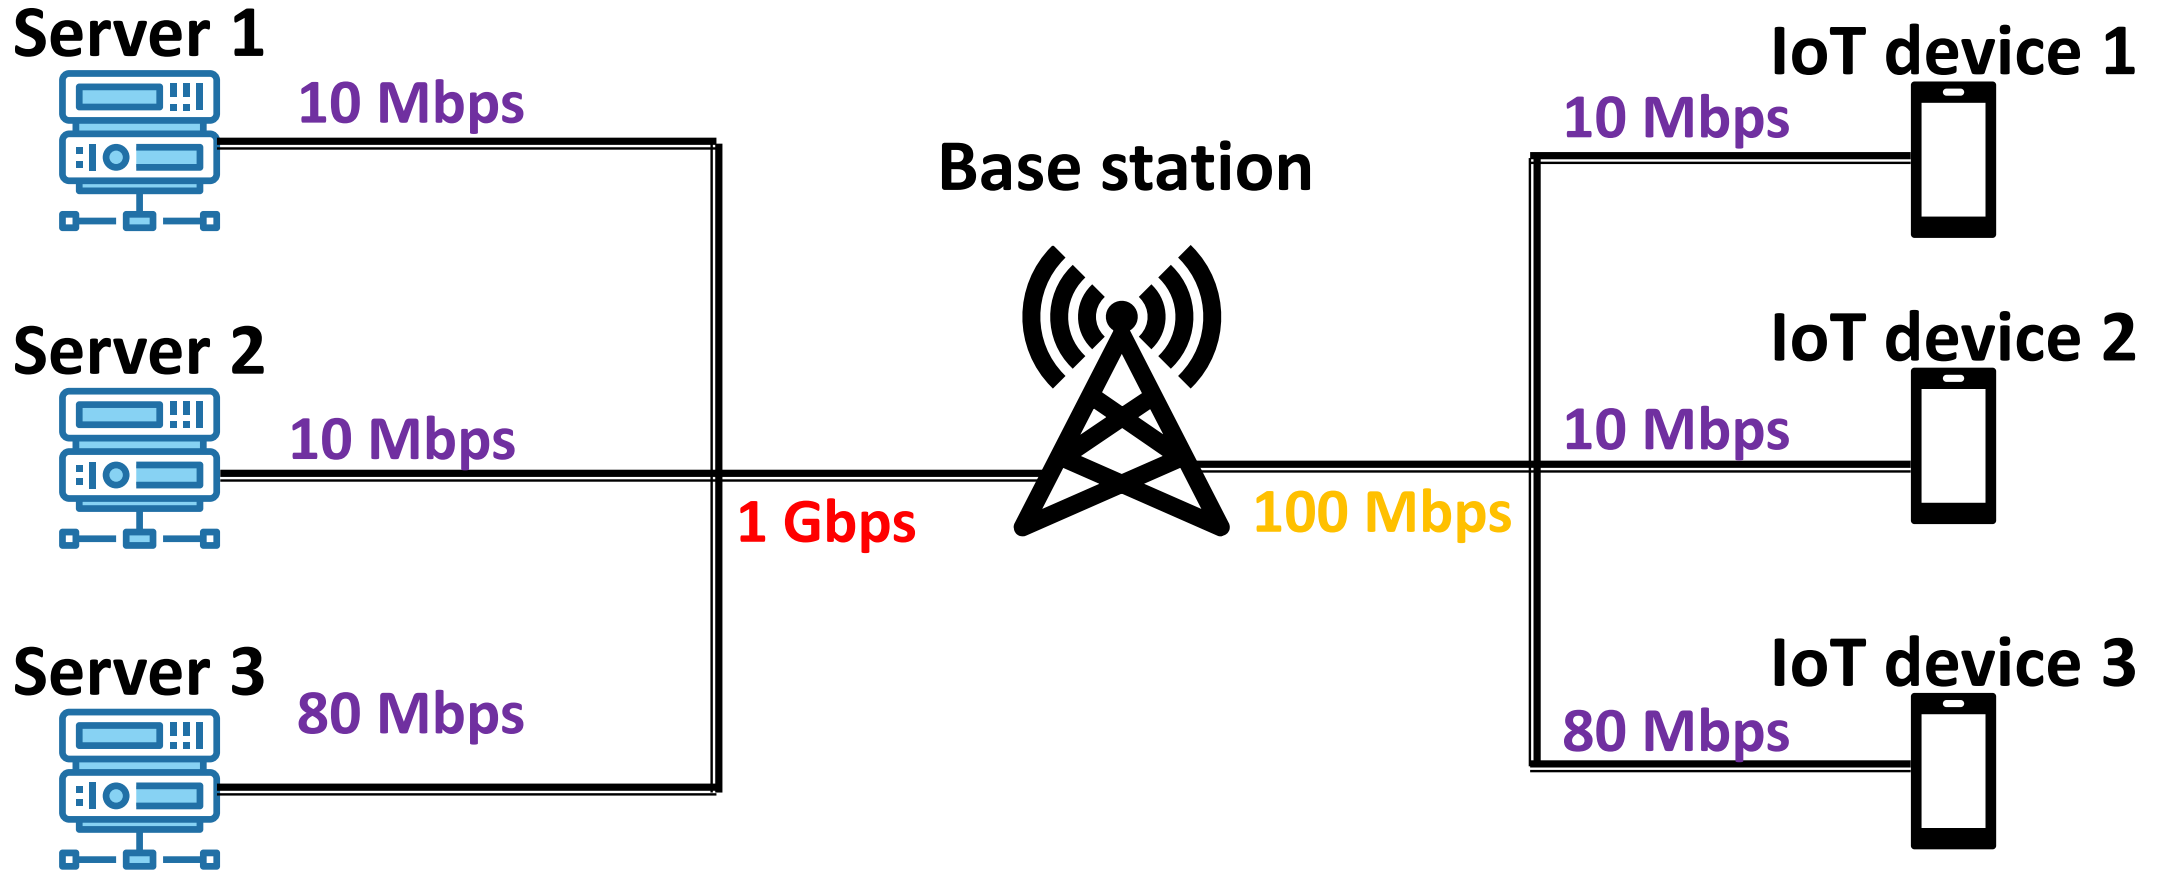 Server 1
10 Mbps
Server 2
10 Mbps
Server 3
80 Mbps
1 Gbps
Base station
100 Mbps
IoT device 1
10 Mbps
IoT device 2
10 Mbps
IoT device 3
80 Mbps